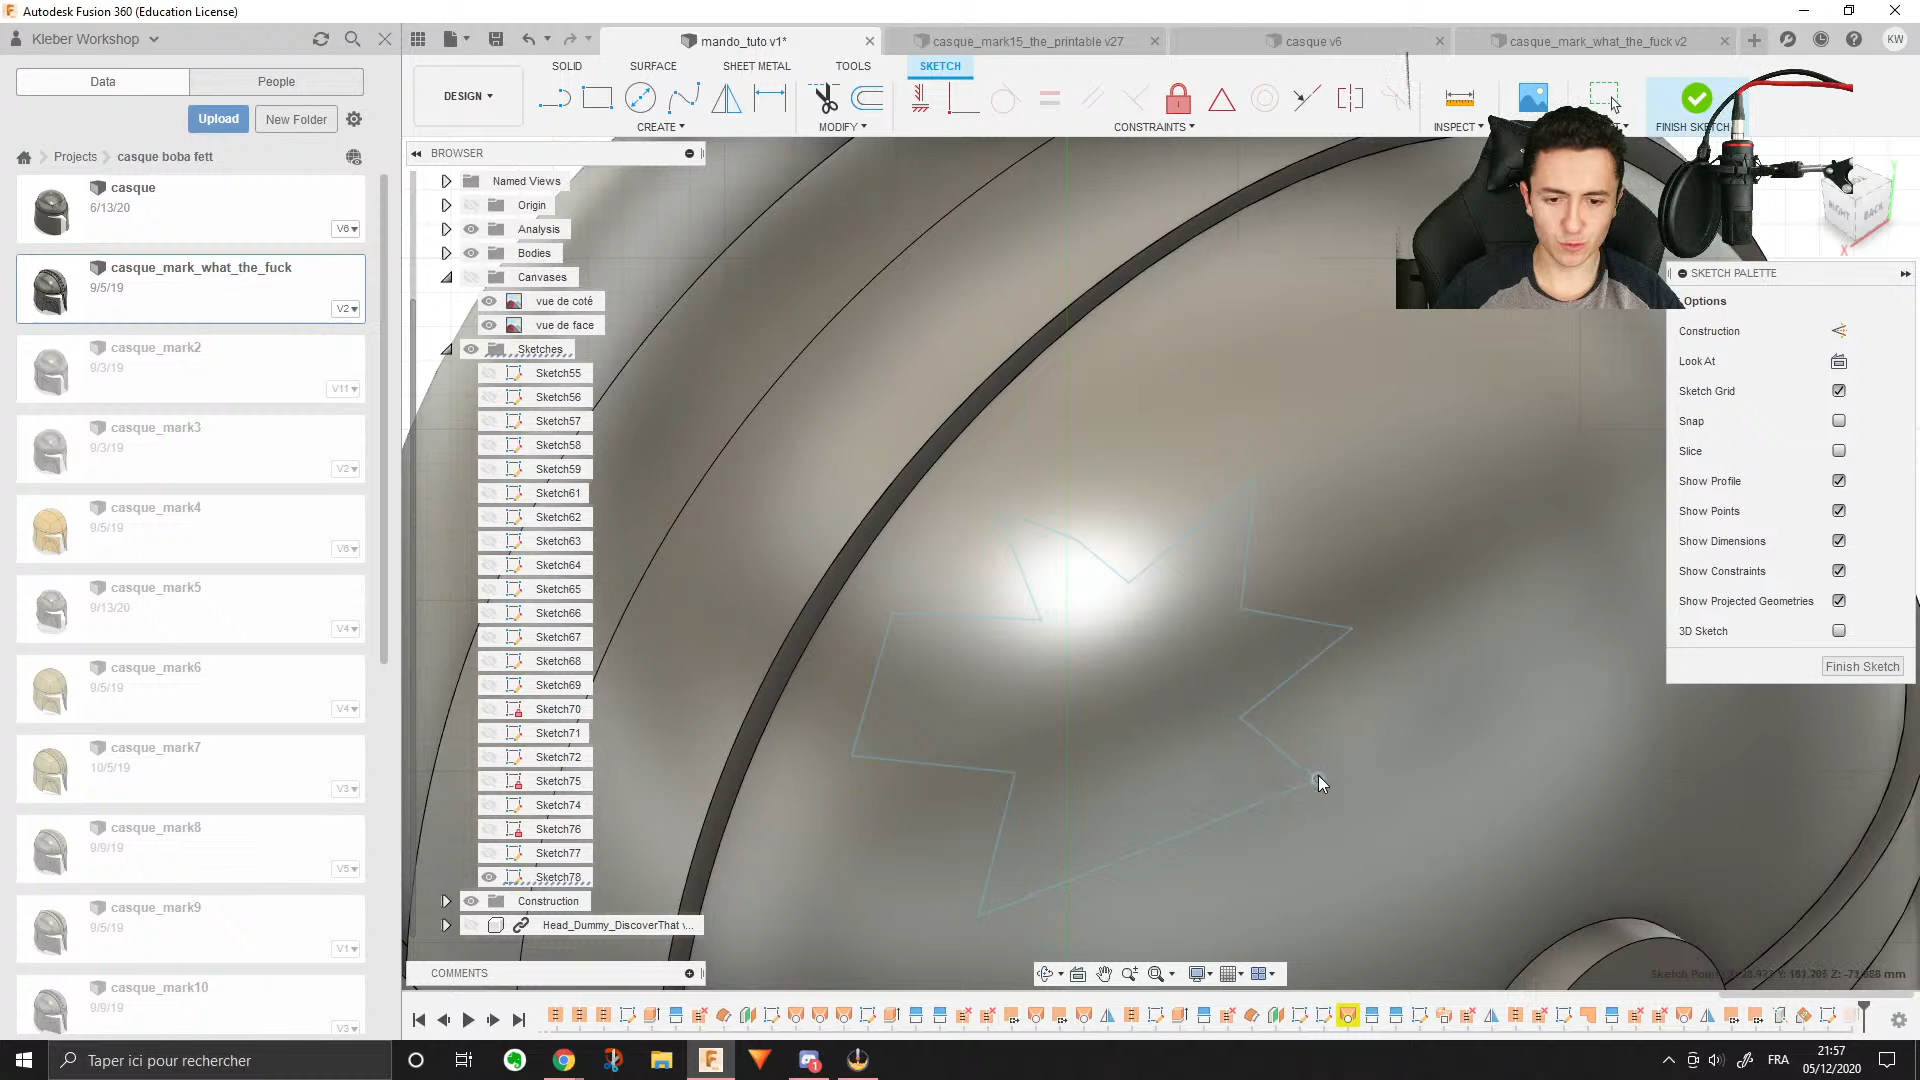 Autodesk Fusion 360 (Education License)
Kleber Workshop
mando_tuto v1*
casque_mark15_the_printable v27
casque v6
casque_mark_what_the_fuck v2
KW
Data
People
Upload
New Folder
Projects
casque boba fett
DESIGN
SOLID
SURFACE
SHEET METAL
TOOLS
SKETCH
CREATE
MODIFY
CONSTRAINTS
INSPECT
FINISH SKETCH
casque
6/13/20
V6
casque_mark_what_the_fuck
9/5/19
V2
casque_mark2
9/3/19
V11
casque_mark3
9/3/19
V2
casque_mark4
9/5/19
V6
casque_mark5
9/13/20
V4
casque_mark6
9/5/19
V4
casque_mark7
10/5/19
V3
casque_mark8
9/9/19
V5
casque_mark9
9/5/19
V1
casque_mark10
9/9/19
V3
BROWSER
Named Views
Origin
Analysis
Bodies
Canvases
vue de coté
vue de face
Sketches
Sketch55
Sketch56
Sketch57
Sketch58
Sketch59
Sketch61
Sketch62
Sketch63
Sketch64
Sketch65
Sketch66
Sketch67
Sketch68
Sketch69
Sketch70
Sketch71
Sketch72
Sketch75
Sketch74
Sketch76
Sketch77
Sketch78
Construction
Head_Dummy_DiscoverThat v...
COMMENTS
RIGHT
BACK
X
SKETCH PALETTE
Options
Construction
Look At
Sketch Grid
Snap
Slice
Show Profile
Show Points
Show Dimensions
Show Constraints
Show Projected Geometries
3D Sketch
Finish Sketch
Taper ici pour rechercher
1
FRA
21:57
05/12/2020